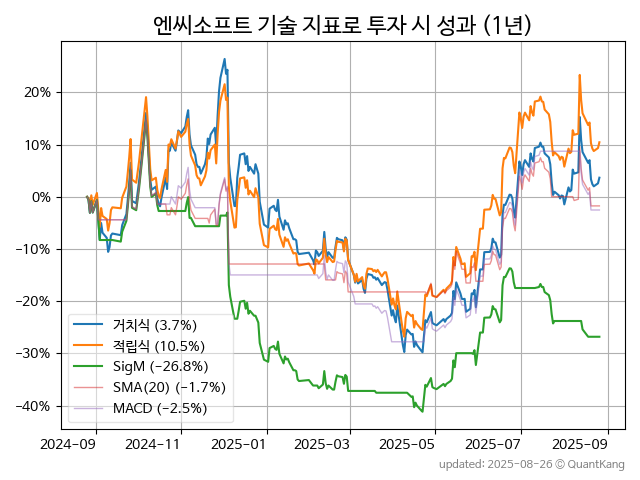 엔씨소프트 기술 지표로 투자 시 성과 (1년)
20%
10%
0%
−10%
−20%
−30%
−40%
거치식 (3.7%)
적립식 (10.5%)
SigM (−26.8%)
SMA(20) (−1.7%)
MACD (−2.5%)
2024-09 2024-11 2025-01 2025-03 2025-05 2025-07 2025-09
updated: 2025-08-26 ⓒ QuantKang